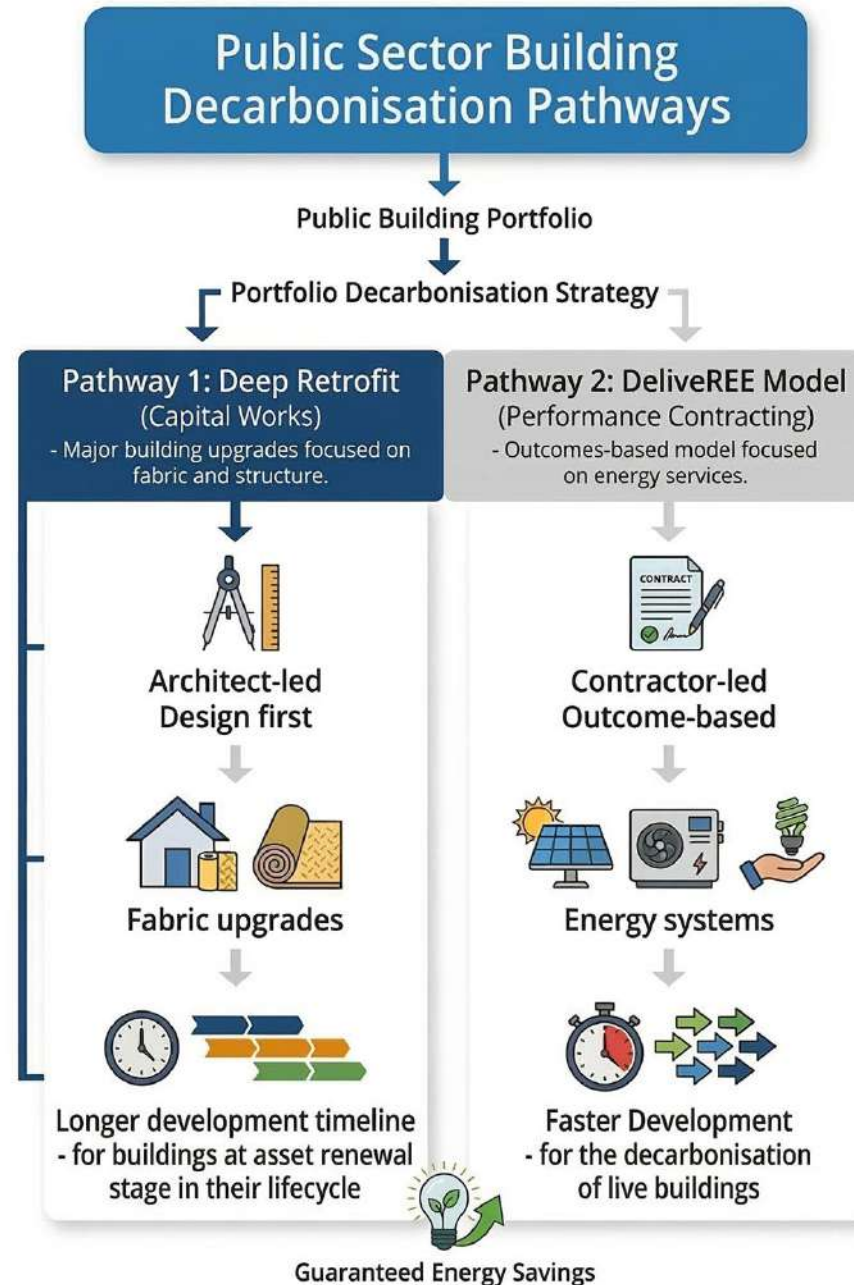 Public Sector Building
Decarbonisation Pathways
Public Building Portfolio
Portfolio Decarbonisation Strategy
Pathway 1: Deep Retrofit
(Capital Works)
- Major building upgrades focused on
fabric and structure.
Architect-led
Design first
Fabric upgrades
Longer development timeline
- for buildings at asset renewal
stage in their lifecycle
Pathway 2: DeliveREE Model
(Performance Contracting)
- Outcomes-based model focused
on energy services.
CONTRACT
Contractor-led
Outcome-based
Energy systems
Faster Development
- for the decarbonisation
of live buildings
Guaranteed Energy Savings